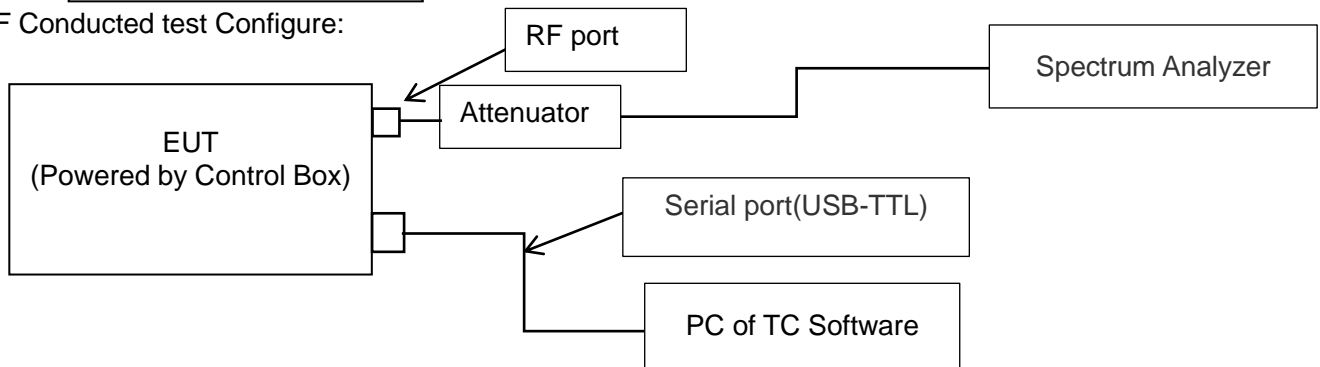 F Conducted test Configure:
RF port
Spectrum Analyzer
Attenuator
EUT
(Powered by Control Box)
Serial port(USB-TTL)
PC of TC Software